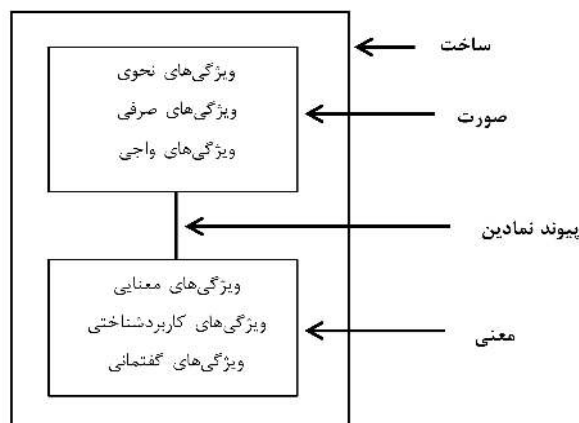 ساخت
ویژگی‌های نحوی
ویژگی‌های صرفی
صورت
ویژگی‌های واجی
پیوند نمادین
ویژگی‌های معنایی
ویژگی‌های کاربردشناختی
معنی
ویژگی‌های گفتمانی